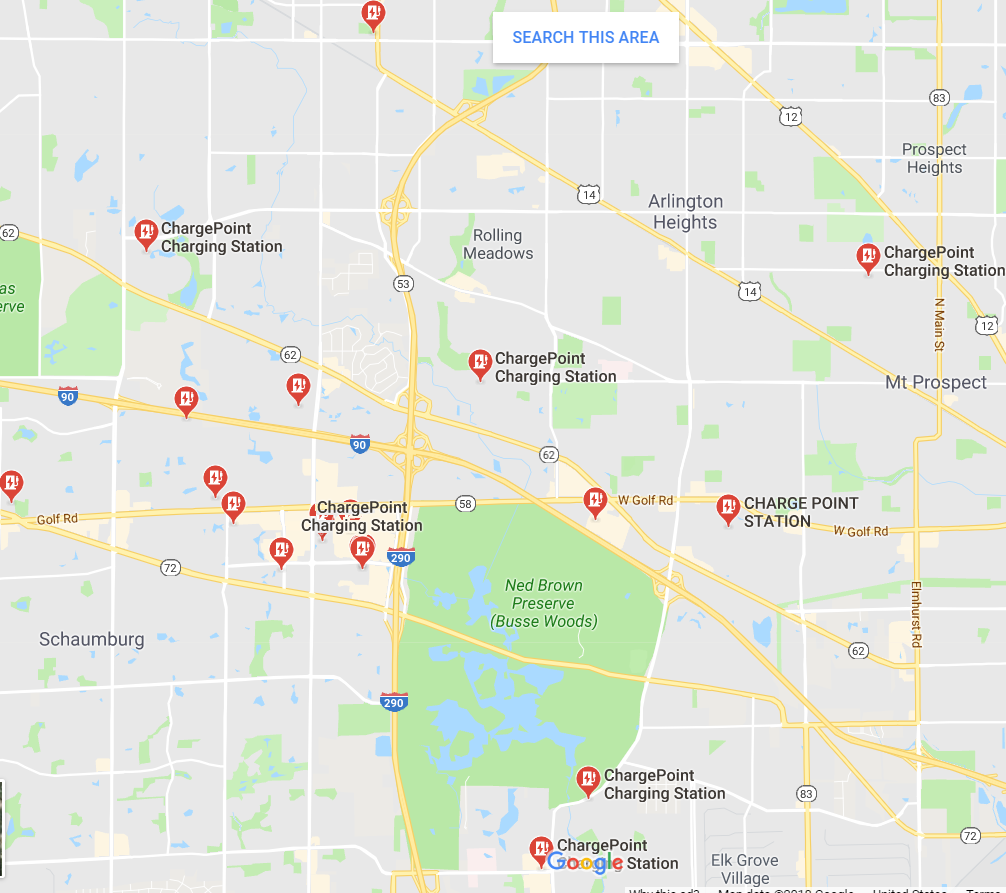 SEARCH THIS AREA
83
12
Prospect
Heights
14
Arlington
Heights
62
ChargePoint
Charging Station
Rolling
Meadows
ChargePoint
Charging Station
53
14
N Main St
12
erve
62
ChargePoint
Charging Station
Mt Prospect
90
90
62
58
W Golf Rd
CHARGE POINT
STATION
ChargePoint
Charging Station
Golf Rd
W Golf Rd
290
72
Ned Brown
Preserve
(Busse Woods)
Elmhurst Rd
Schaumburg
62
290
ChargePoint
Charging Station
83
72
ChargePoint
Station
Google
Elk Grove
Village